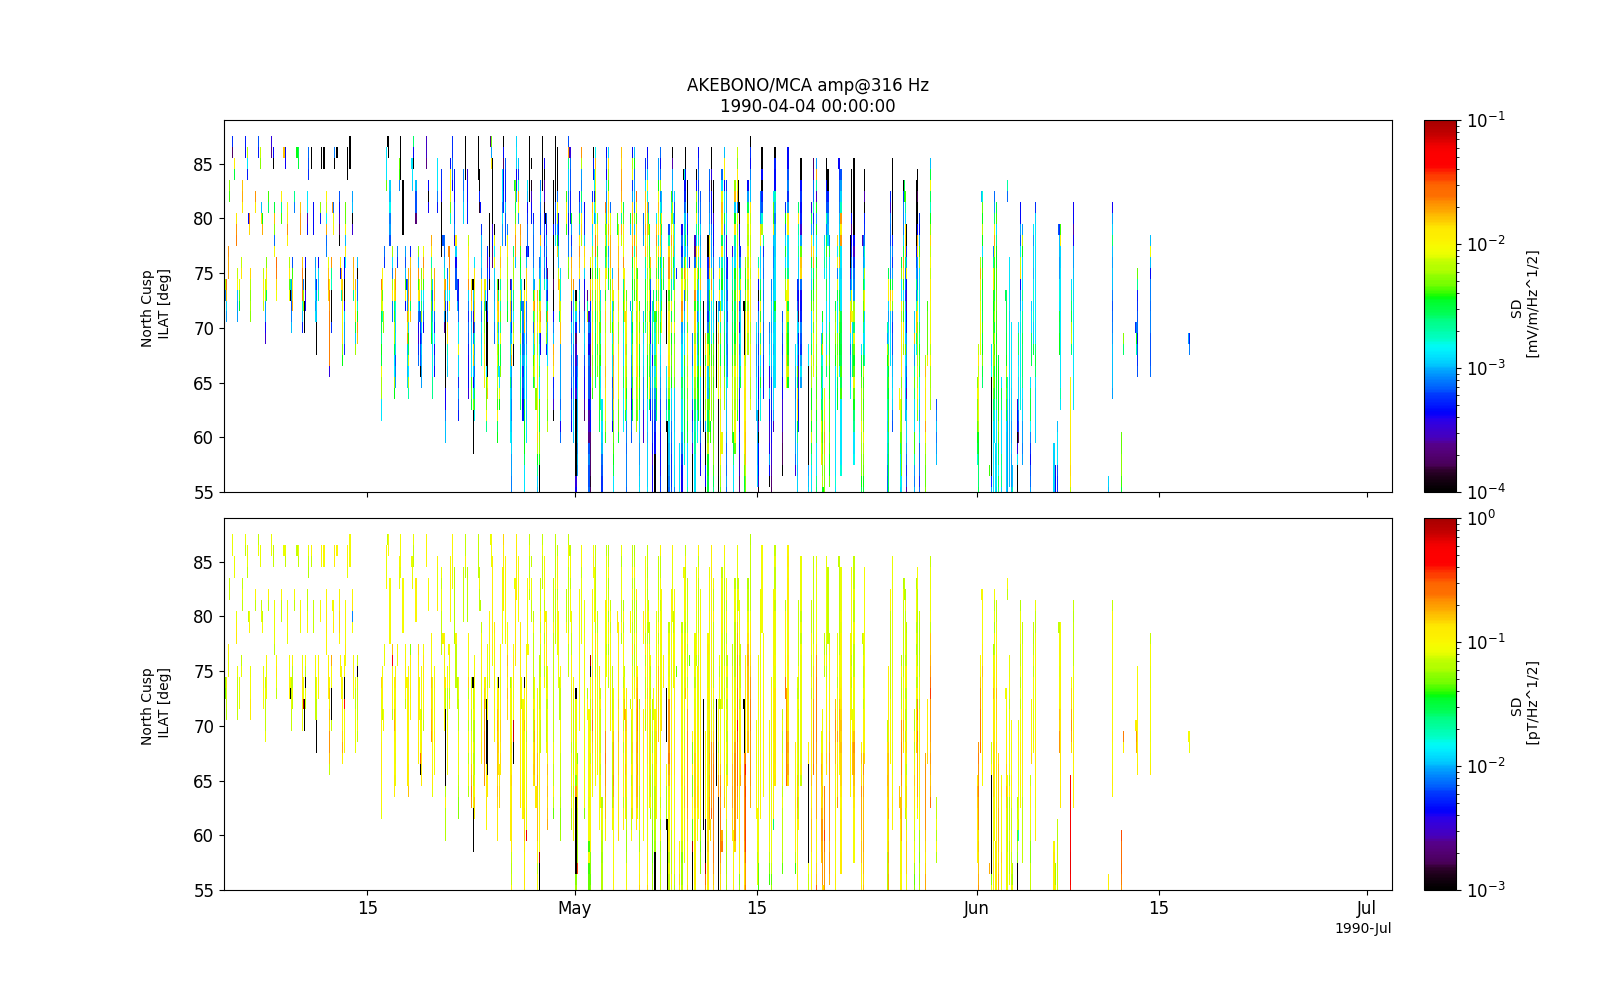 AKEBONO/MCA amp@316 Hz
1990-04-04 00:00:00
85
80
75
70
65
60
55
North Cusp
ILAT [deg]
10^-1
10^-2
10^-3
10^-4
SD
[mV/m/Hz^1/2]
85
80
75
70
65
60
55
North Cusp
ILAT [deg]
15
May
15
Jun
15
Jul
1990-Jul
10^0
10^-1
10^-2
10^-3
SD
[pT/Hz^1/2]